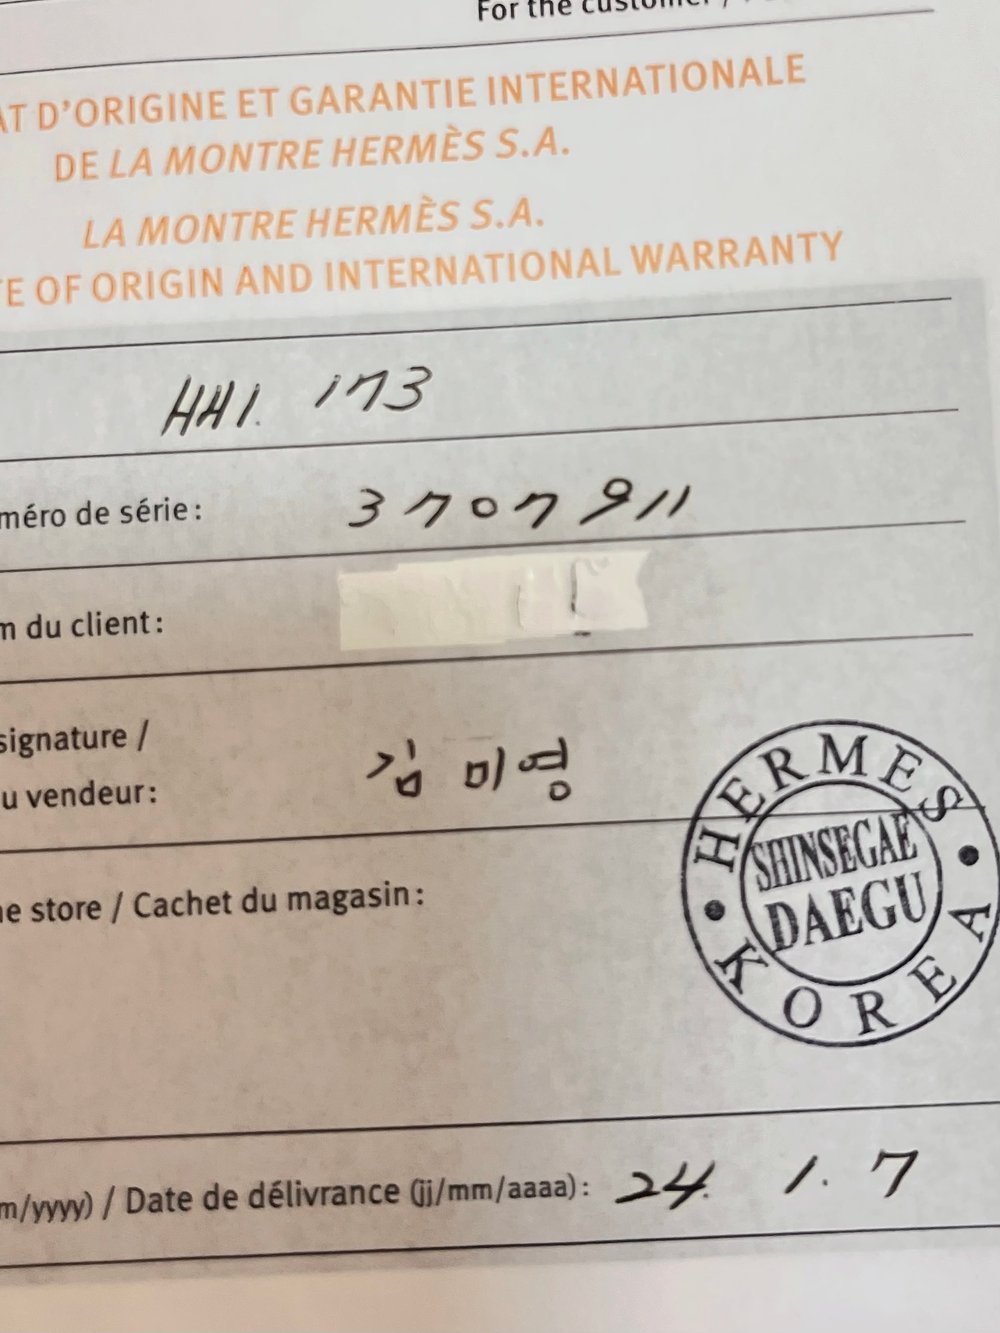 For the customer /
AT D'ORIGINE ET GARANTIE INTERNATIONALE
DE LA MONTRE HERMÈS S.A.
LA MONTRE HERMÈS S.A.
TE OF ORIGIN AND INTERNATIONAL WARRANTY
HH1. 173
méro de série: 3707911
m du client:
signature /
u vendeur: 김미영
he store / Cachet du magasin:
HERMES
SHINSEGAE
DAEGU
KOREA
m/yyyy) / Date de délivrance (jj/mm/aaaa): 24. 1. 7